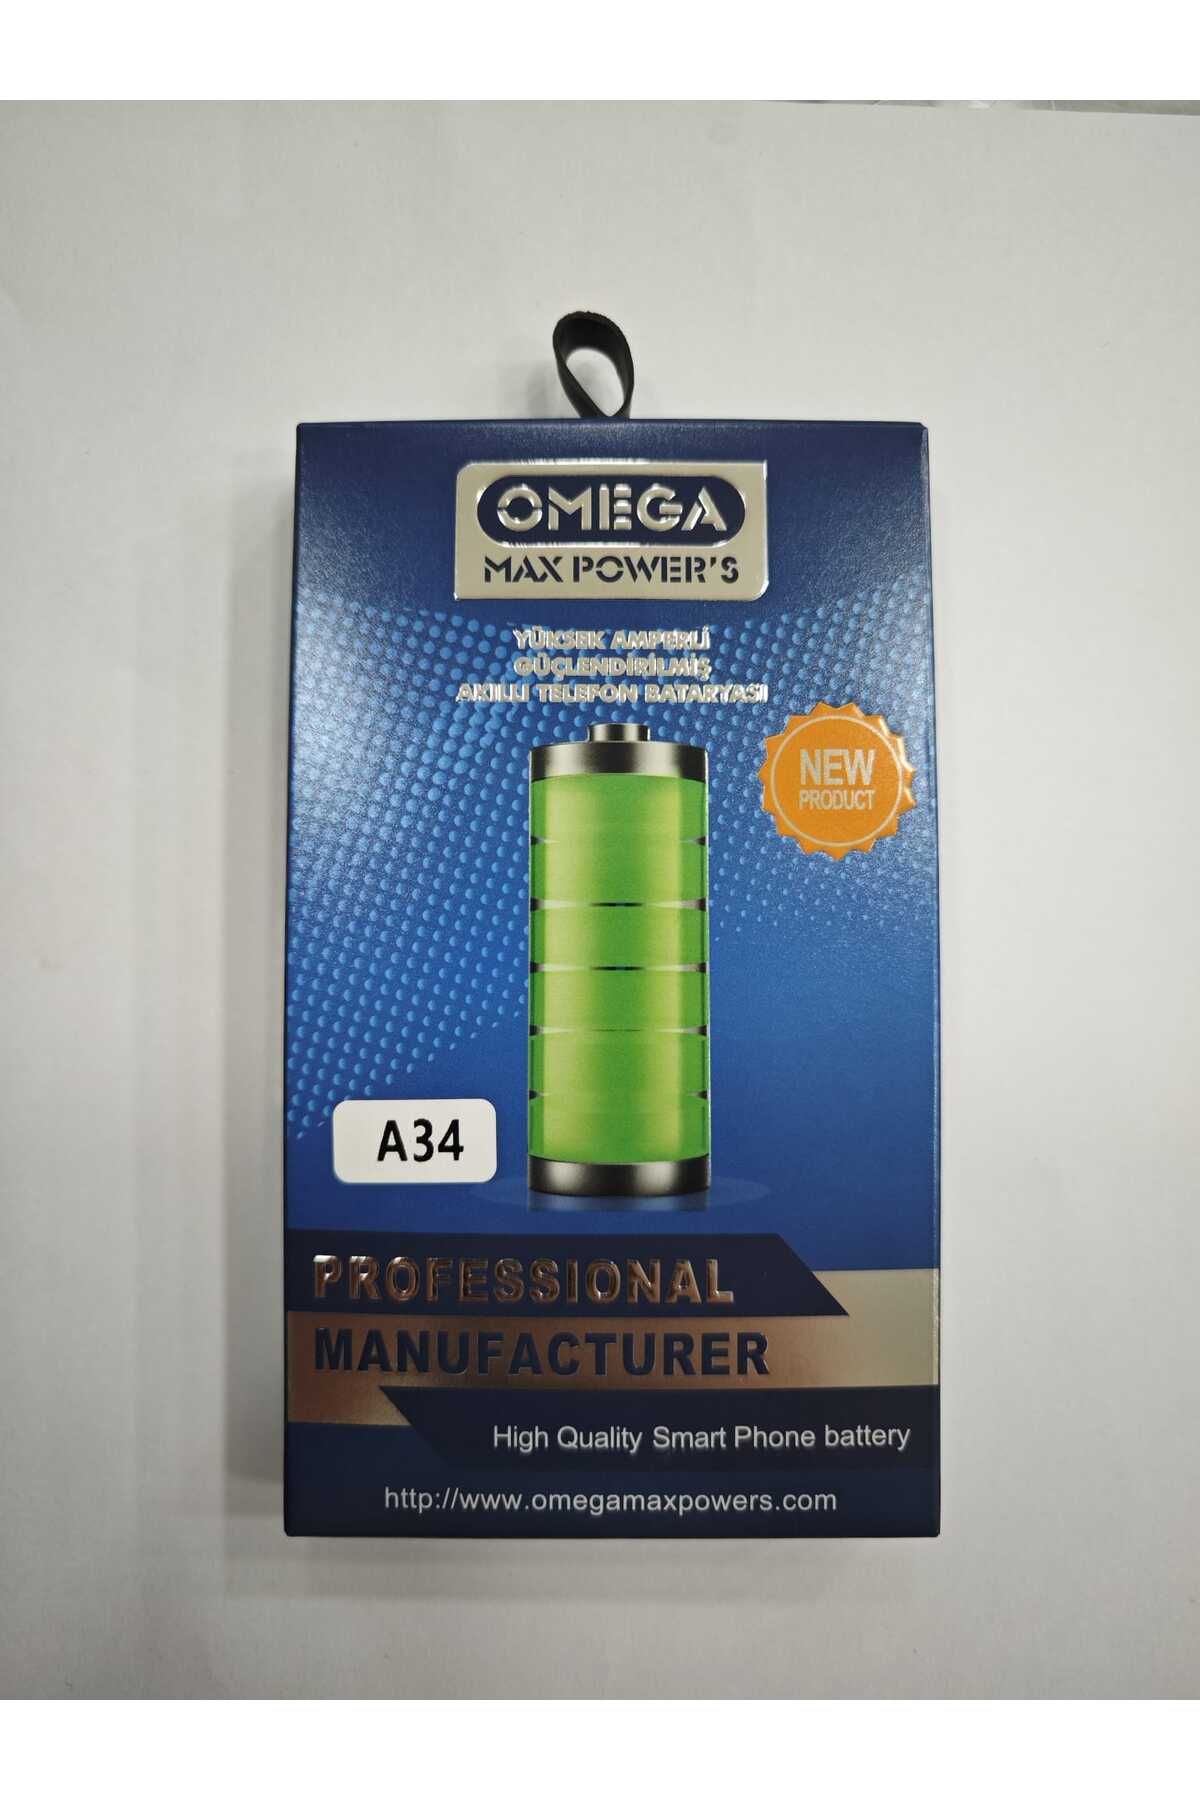 OMEGA
MAX POWER'S
YÜKSEK AMPERLİ
GÜÇLENDİRİLMİŞ
AKILLI TELEFON BATARYASI
NEW
PRODUCT
A34
PROFESSIONAL
MANUFACTURER
High Quality Smart Phone battery
http://www.omegamaxpowers.com